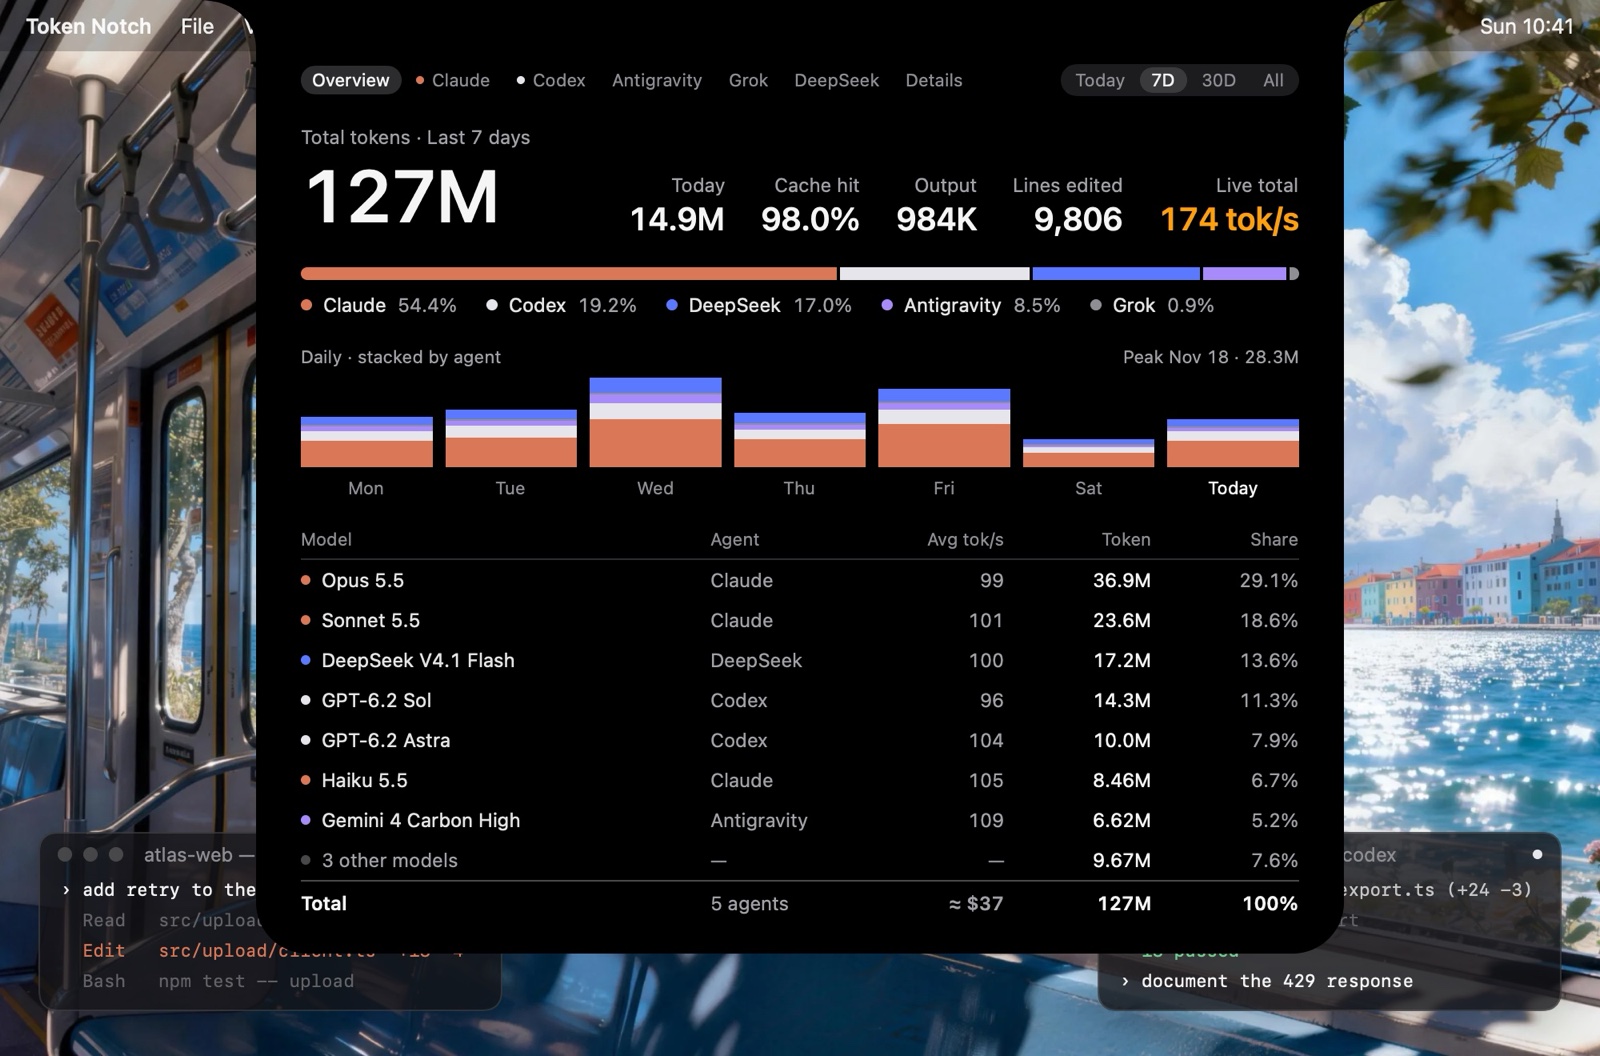 Token Notch File
Sun 10:41
Overview Claude Codex Antigravity Grok DeepSeek Details
Today 7D 30D All
Total tokens · Last 7 days
127M
Today Cache hit Output Lines edited Live total
14.9M 98.0% 984K 9,806 174 tok/s
Claude 54.4% Codex 19.2% DeepSeek 17.0% Antigravity 8.5% Grok 0.9%
Daily · stacked by agent Peak Nov 18 · 28.3M
Mon Tue Wed Thu Fri Sat Today
Model Agent Avg tok/s Token Share
Opus 5.5 Claude 99 36.9M 29.1%
Sonnet 5.5 Claude 101 23.6M 18.6%
DeepSeek V4.1 Flash DeepSeek 100 17.2M 13.6%
GPT-6.2 Sol Codex 96 14.3M 11.3%
GPT-6.2 Astra Codex 104 10.0M 7.9%
Haiku 5.5 Claude 105 8.46M 6.7%
Gemini 4 Carbon High Antigravity 109 6.62M 5.2%
3 other models — — 9.67M 7.6%
Total 5 agents ≈ $37 127M 100%
atlas-web —
› add retry to the
Read src/upload
Edit src/upload/client.ts
Bash npm test -- upload
codex
export.ts (+24 −3)
passed
› document the 429 response